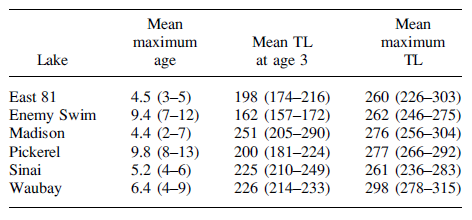 Mean Mean
maximum Mean TL maximum
Lake age at age 3 TL
East 81 4.5 (3–5) 198 (174–216) 260 (226–303)
Enemy Swim 9.4 (7–12) 162 (157–172) 262 (246–275)
Madison 4.4 (2–7) 251 (205–290) 276 (256–304)
Pickerel 9.8 (8–13) 200 (181–224) 277 (266–292)
Sinai 5.2 (4–6) 225 (210–249) 261 (236–283)
Waubay 6.4 (4–9) 226 (214–233) 298 (278–315)